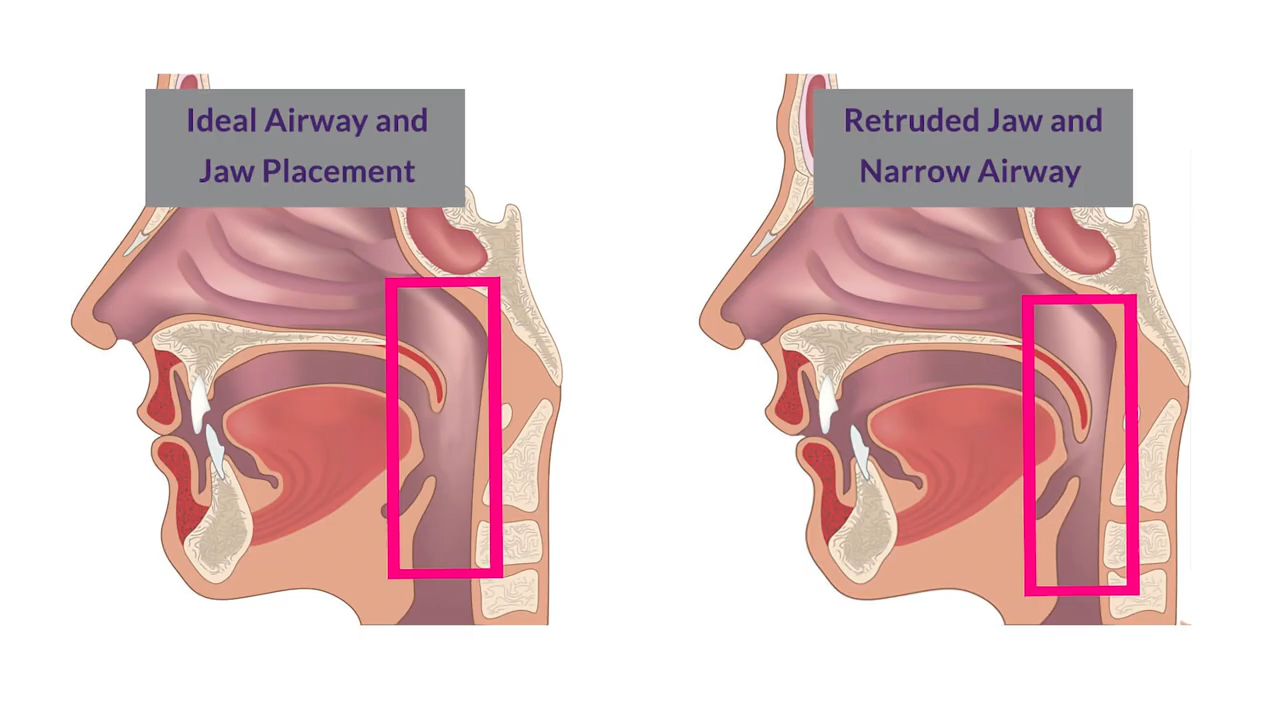 Ideal Airway and
Jaw Placement
Retruded Jaw and
Narrow Airway